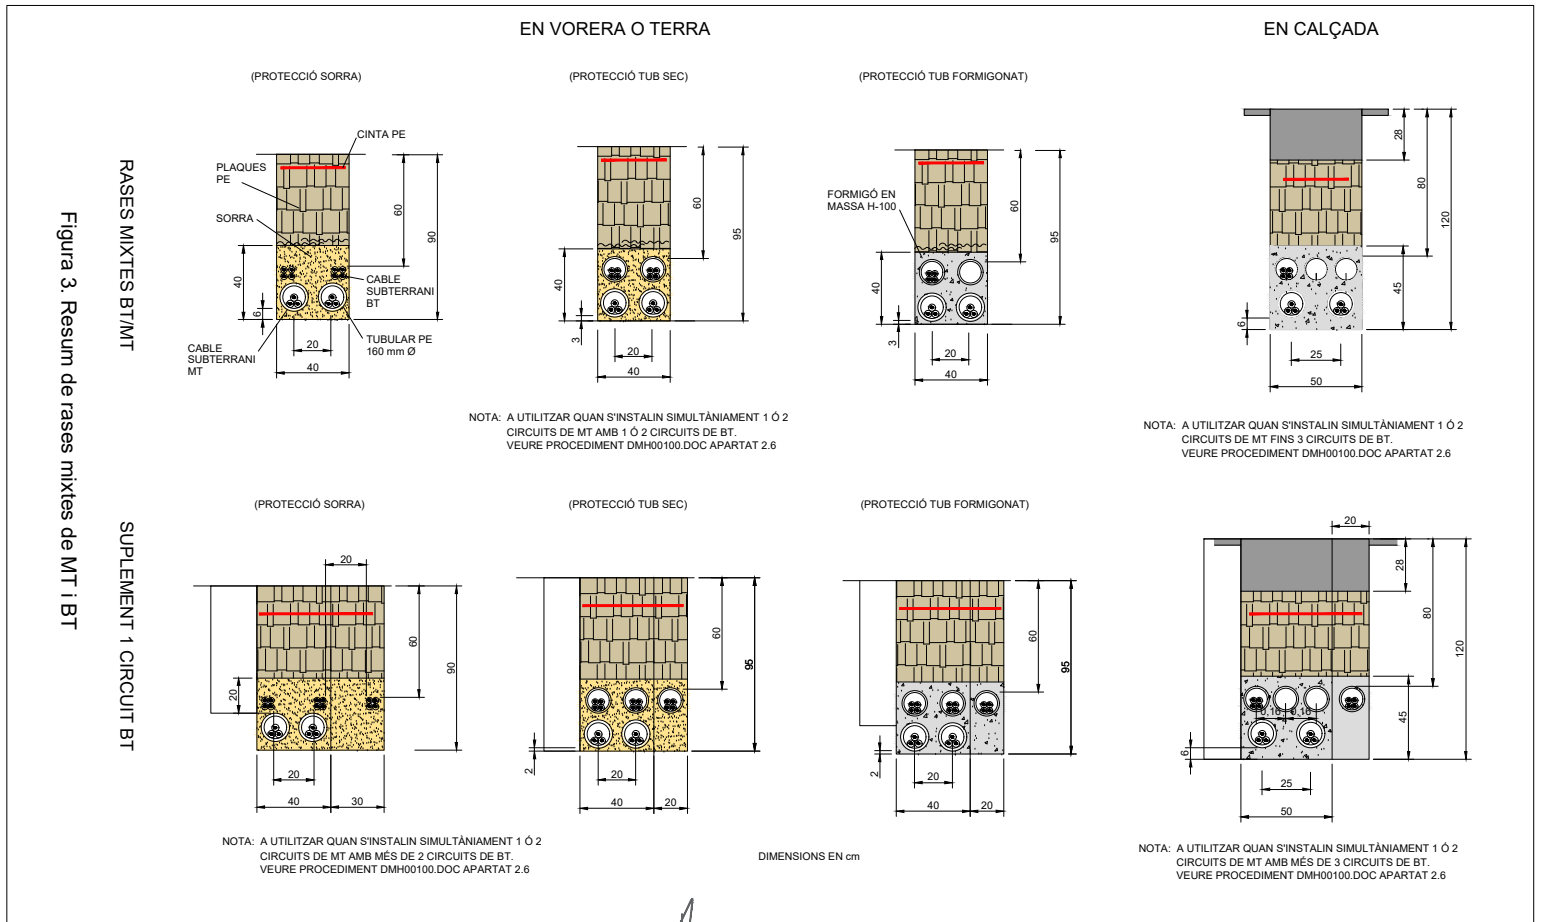 EN VORERA O TERRA
EN CALÇADA
(PROTECCIÓ SORRA)
(PROTECCIÓ TUB SEC)
(PROTECCIÓ TUB FORMIGONAT)
Figura 3. Resum de rases mixtes de MT i BT
RASES MIXTES BT/MT
CINTA PE
PLAQUES
PE
SORRA
CABLE
SUBTERRANI
BT
TUBULAR PE
160 mm Ø
CABLE
SUBTERRANI
MT
60
90
40
6
20
40
60
95
40
3
20
40
FORMIGÓ EN
MASSA H-100
60
95
40
3
20
40
28
80
120
45
6
25
50
NOTA: A UTILITZAR QUAN S'INSTALIN SIMULTÀNIAMENT 1 Ó 2
CIRCUITS DE MT AMB 1 Ó 2 CIRCUITS DE BT.
VEURE PROCEDIMENT DMH00100.DOC APARTAT 2.6
NOTA: A UTILITZAR QUAN S'INSTALIN SIMULTÀNIAMENT 1 Ó 2
CIRCUITS DE MT FINS 3 CIRCUITS DE BT.
VEURE PROCEDIMENT DMH00100.DOC APARTAT 2.6
SUPLEMENT 1 CIRCUIT BT
(PROTECCIÓ SORRA)
(PROTECCIÓ TUB SEC)
(PROTECCIÓ TUB FORMIGONAT)
20
60
90
20
20
40
30
60
95
2
20
40
20
60
95
2
20
40
20
20
28
80
120
45
0,16
0,16
6
25
50
NOTA: A UTILITZAR QUAN S'INSTALIN SIMULTÀNIAMENT 1 Ó 2
CIRCUITS DE MT AMB MÉS DE 2 CIRCUITS DE BT.
VEURE PROCEDIMENT DMH00100.DOC APARTAT 2.6
DIMENSIONS EN cm
NOTA: A UTILITZAR QUAN S'INSTALIN SIMULTÀNIAMENT 1 Ó 2
CIRCUITS DE MT AMB MÉS DE 3 CIRCUITS DE BT.
VEURE PROCEDIMENT DMH00100.DOC APARTAT 2.6